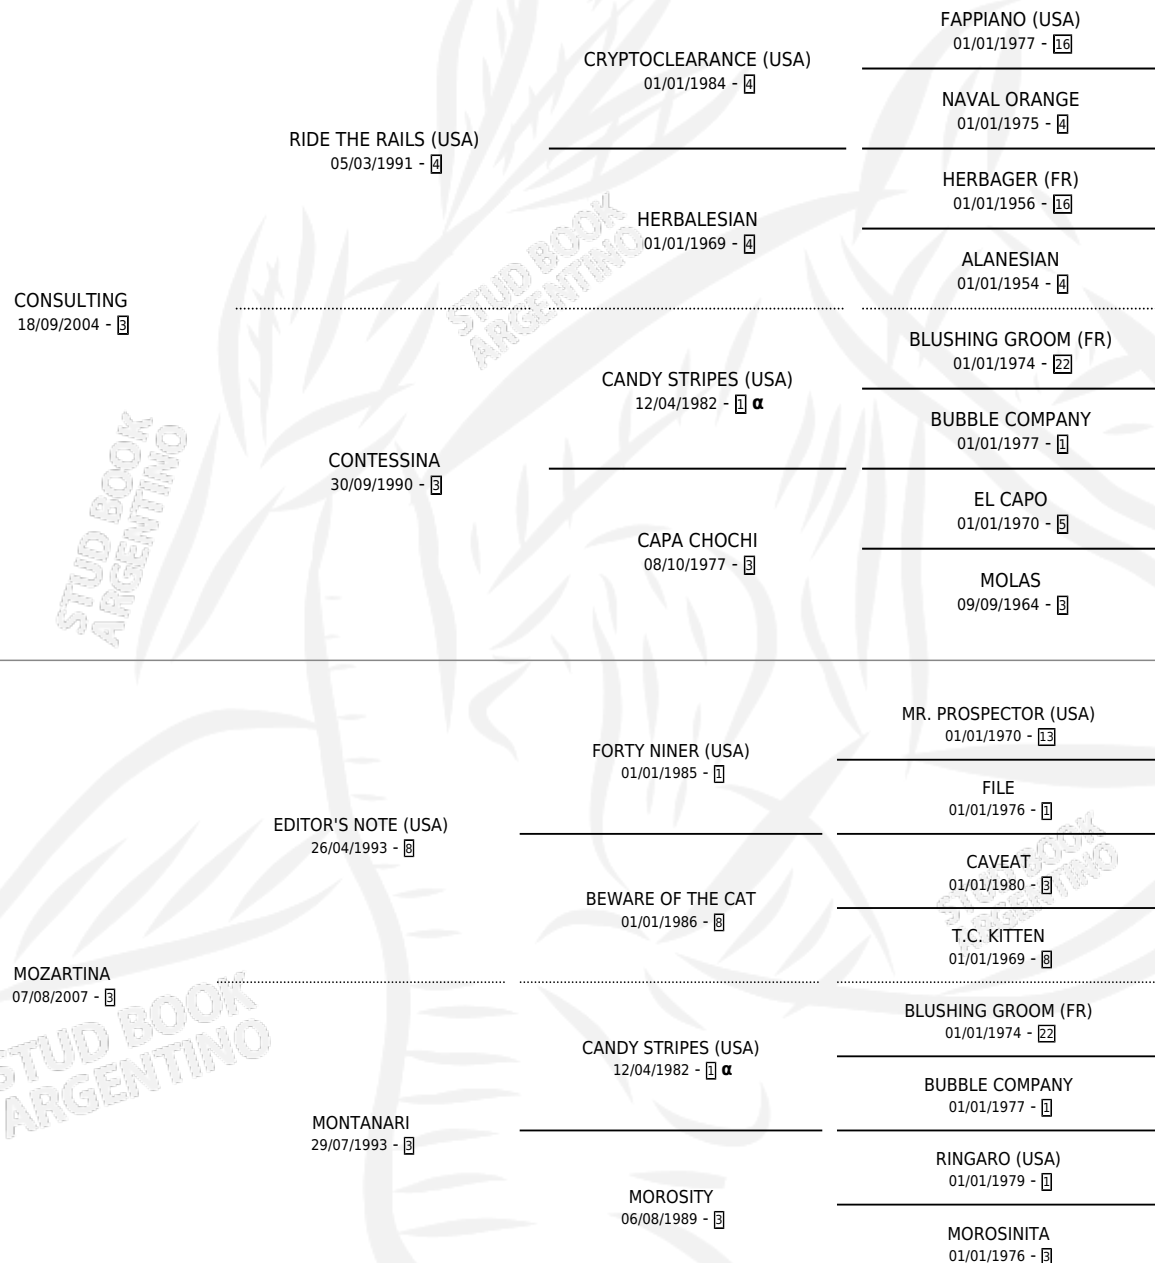 FAPPIANO (USA)
01/01/1977 - 16
CRYPTOCLEARANCE (USA)
01/01/1984 - 4
NAVAL ORANGE
01/01/1975 - 4
RIDE THE RAILS (USA)
05/03/1991 - 4
HERBAGER (FR)
01/01/1956 - 16
HERBALESIAN
01/01/1969 - 4
ALANESIAN
01/01/1954 - 4
CONSULTING
18/09/2004 - 3
BLUSHING GROOM (FR)
01/01/1974 - 22
CANDY STRIPES (USA)
12/04/1982 - 1 α
BUBBLE COMPANY
01/01/1977 - 1
CONTESSINA
30/09/1990 - 3
EL CAPO
01/01/1970 - 5
CAPA CHOCHI
08/10/1977 - 3
MOLAS
09/09/1964 - 3
MR. PROSPECTOR (USA)
01/01/1970 - 13
FORTY NINER (USA)
01/01/1985 - 1
FILE
01/01/1976 - 1
EDITOR'S NOTE (USA)
26/04/1993 - 8
CAVEAT
01/01/1980 - 3
BEWARE OF THE CAT
01/01/1986 - 8
T.C. KITTEN
01/01/1969 - 8
MOZARTINA
07/08/2007 - 3
BLUSHING GROOM (FR)
01/01/1974 - 22
CANDY STRIPES (USA)
12/04/1982 - 1 α
BUBBLE COMPANY
01/01/1977 - 1
MONTANARI
29/07/1993 - 3
RINGARO (USA)
01/01/1979 - 1
MOROSITY
06/08/1989 - 3
MOROSINITA
01/01/1976 - 3
STUD BOOK
ARGENTINO
STUD BOOK
ARGENTINO
STUD BOOK
ARGENTINO
STUD BOOK
ARGENTINO